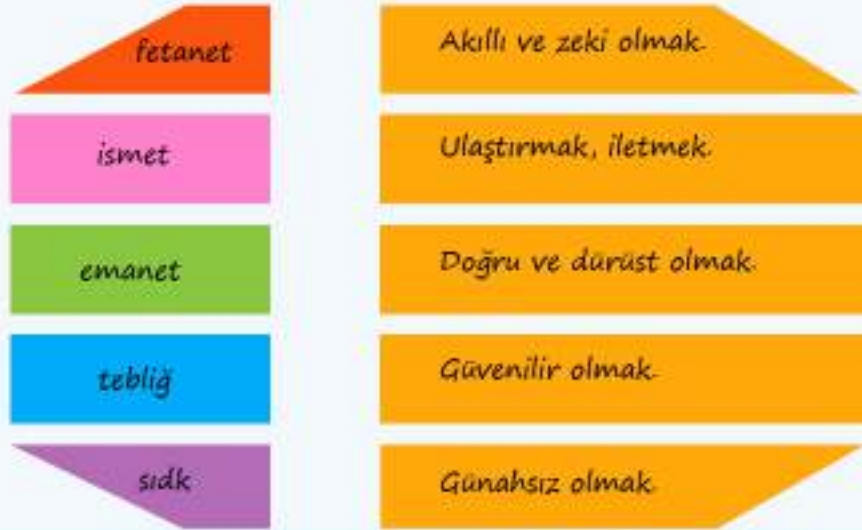 fetanet
Akıllı ve zeki olmak.
ismet
Ulaştırmak, iletmek.
emanet
Doğru ve dürüst olmak.
tebliğ
Güvenilir olmak.
sıdk
Günahsız olmak.